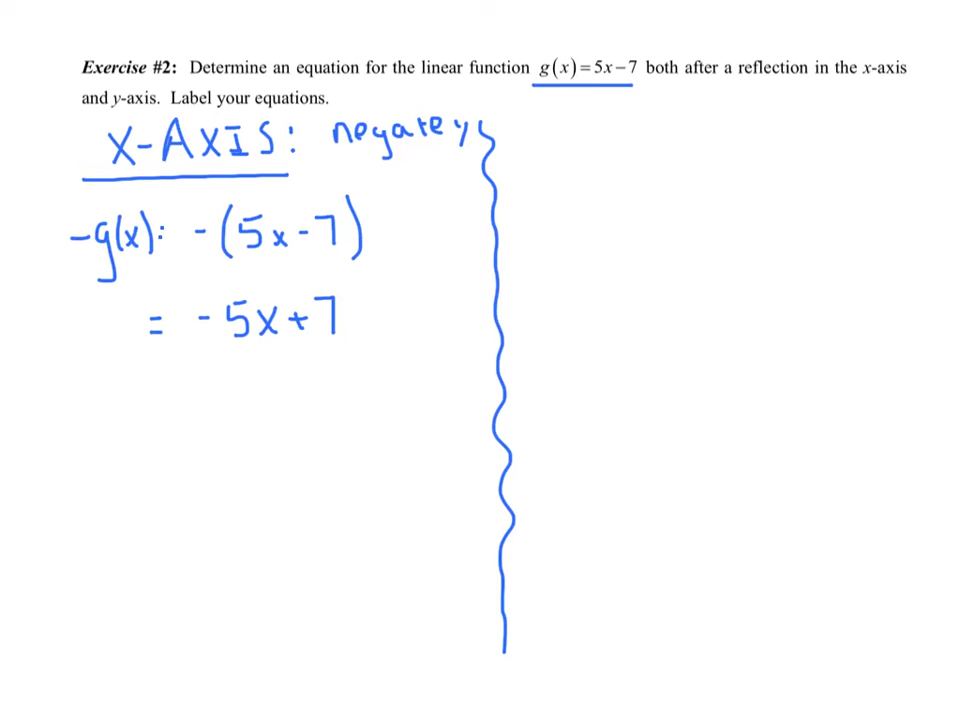 Exercise #2: Determine an equation for the linear function g(x)=5x−7 both after a reflection in the x-axis
and y-axis. Label your equations.
X-AXIS: negate y
-g(x): -(5x-7)
= -5x+7